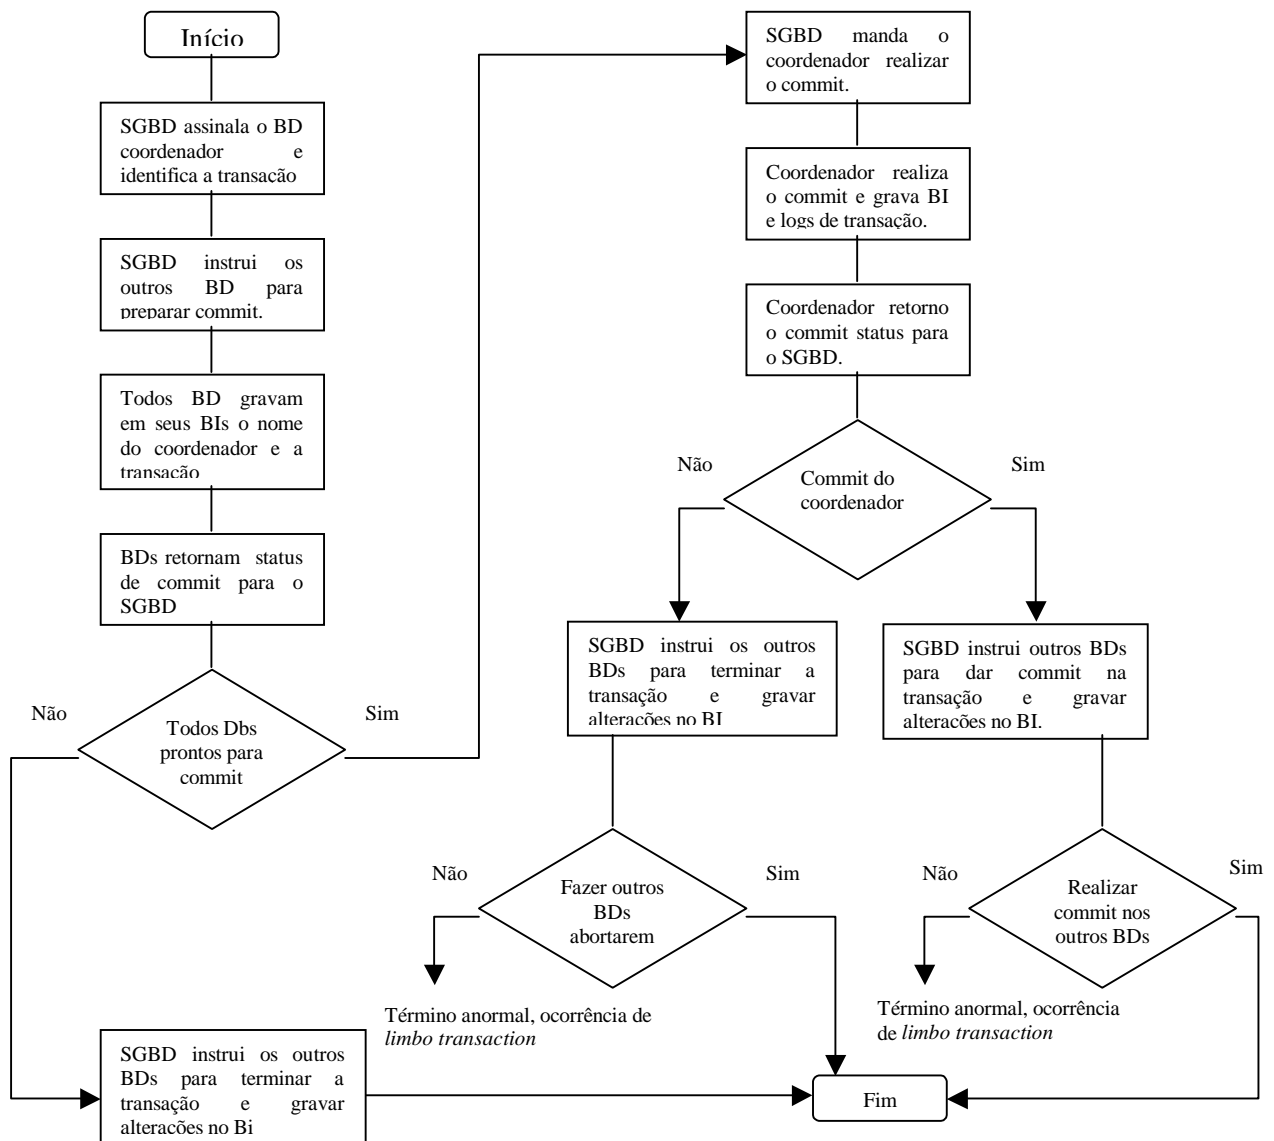 Início
SGBD assinala o BD
coordenador e
identifica a transação
SGBD instrui os
outros BD para
preparar commit.
Todos BD gravam
em seus BIs o nome
do coordenador e a
transação
BDs retornam status
de commit para o
SGBD
Não
Sim
Todos Dbs
prontos para
commit
SGBD instrui os outros
BDs para terminar a
transação e gravar
alterações no Bi
SGBD manda o
coordenador realizar
o commit.
Coordenador realiza
o commit e grava BI
e logs de transação.
Coordenador retorno
o commit status para
o SGBD.
Não
Sim
Commit do
coordenador
SGBD instrui os outros
BDs para terminar a
transação e gravar
alterações no BI
Não
Sim
Fazer outros
BDs
abortarem
Término anormal, ocorrência de
limbo transaction
SGBD instrui outros BDs
para dar commit na
transação e gravar
alterações no BI.
Não
Sim
Realizar
commit nos
outros BDs
Término anormal, ocorrência
de limbo transaction
Fim